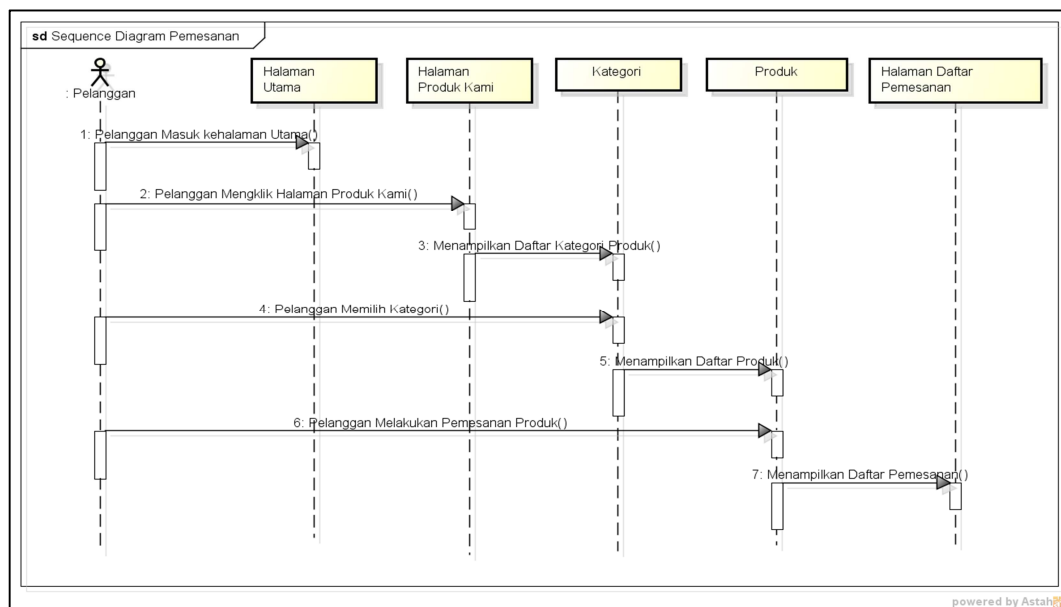 sd Sequence Diagram Pemesanan
: Pelanggan
Halaman
Utama
Halaman
Produk Kami
Kategori
Produk
Halaman Daftar
Pemesanan
1: Pelanggan Masuk kehalaman Utama()
2: Pelanggan Mengklik Halaman Produk Kami()
3: Menampilkan Daftar Kategori Produk()
4: Pelanggan Memilih Kategori()
5: Menampilkan Daftar Produk()
6: Pelanggan Melakukan Pemesanan Produk()
7: Menampilkan Daftar Pemesanan()
powered by Astah